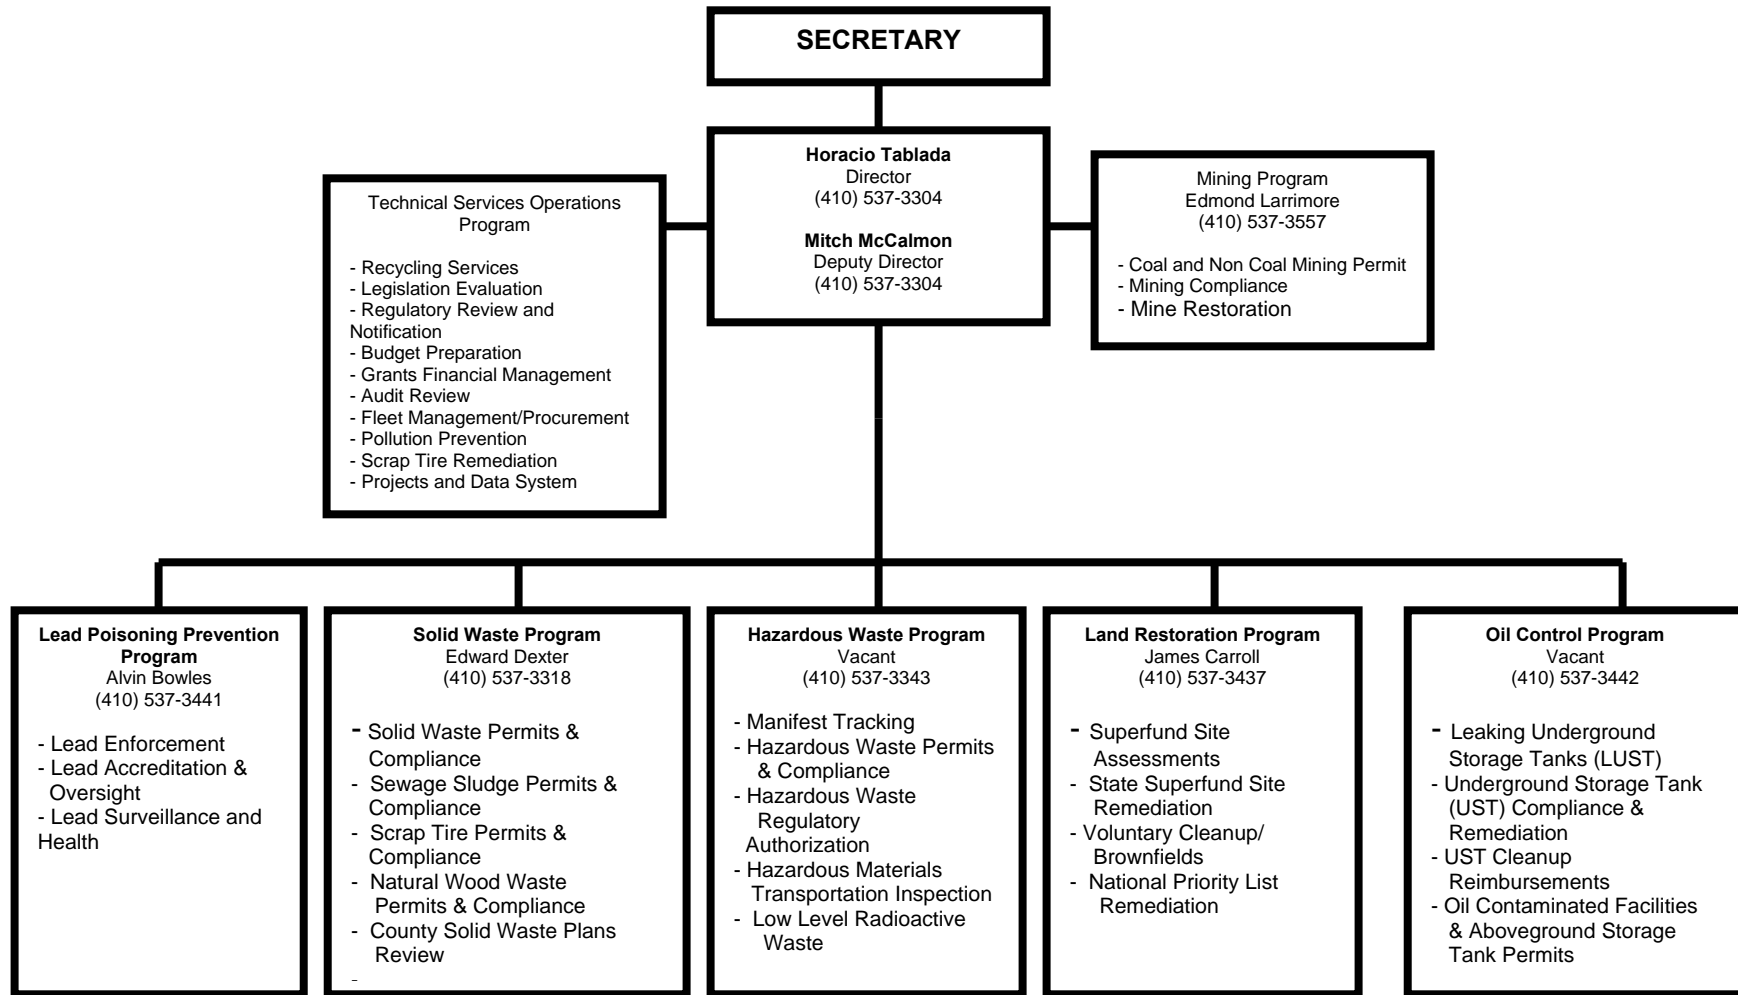 SECRETARY
Horacio Tablada
Director
(410) 537-3304
Mitch McCalmon
Deputy Director
(410) 537-3304
Technical Services Operations
Program
- Recycling Services
- Legislation Evaluation
- Regulatory Review and
Notification
- Budget Preparation
- Grants Financial Management
- Audit Review
- Fleet Management/Procurement
- Pollution Prevention
- Scrap Tire Remediation
- Projects and Data System
Mining Program
Edmond Larrimore
(410) 537-3557
- Coal and Non Coal Mining Permit
- Mining Compliance
- Mine Restoration
Lead Poisoning Prevention
Program
Alvin Bowles
(410) 537-3441
- Lead Enforcement
- Lead Accreditation &
Oversight
- Lead Surveillance and
Health
Solid Waste Program
Edward Dexter
(410) 537-3318
- Solid Waste Permits &
Compliance
- Sewage Sludge Permits &
Compliance
- Scrap Tire Permits &
Compliance
- Natural Wood Waste
Permits & Compliance
- County Solid Waste Plans
Review
-
Hazardous Waste Program
Vacant
(410) 537-3343
- Manifest Tracking
- Hazardous Waste Permits
& Compliance
- Hazardous Waste
Regulatory
Authorization
- Hazardous Materials
Transportation Inspection
- Low Level Radioactive
Waste
Land Restoration Program
James Carroll
(410) 537-3437
- Superfund Site
Assessments
- State Superfund Site
Remediation
- Voluntary Cleanup/
Brownfields
- National Priority List
Remediation
Oil Control Program
Vacant
(410) 537-3442
- Leaking Underground
Storage Tanks (LUST)
- Underground Storage Tank
(UST) Compliance &
Remediation
- UST Cleanup
Reimbursements
- Oil Contaminated Facilities
& Aboveground Storage
Tank Permits